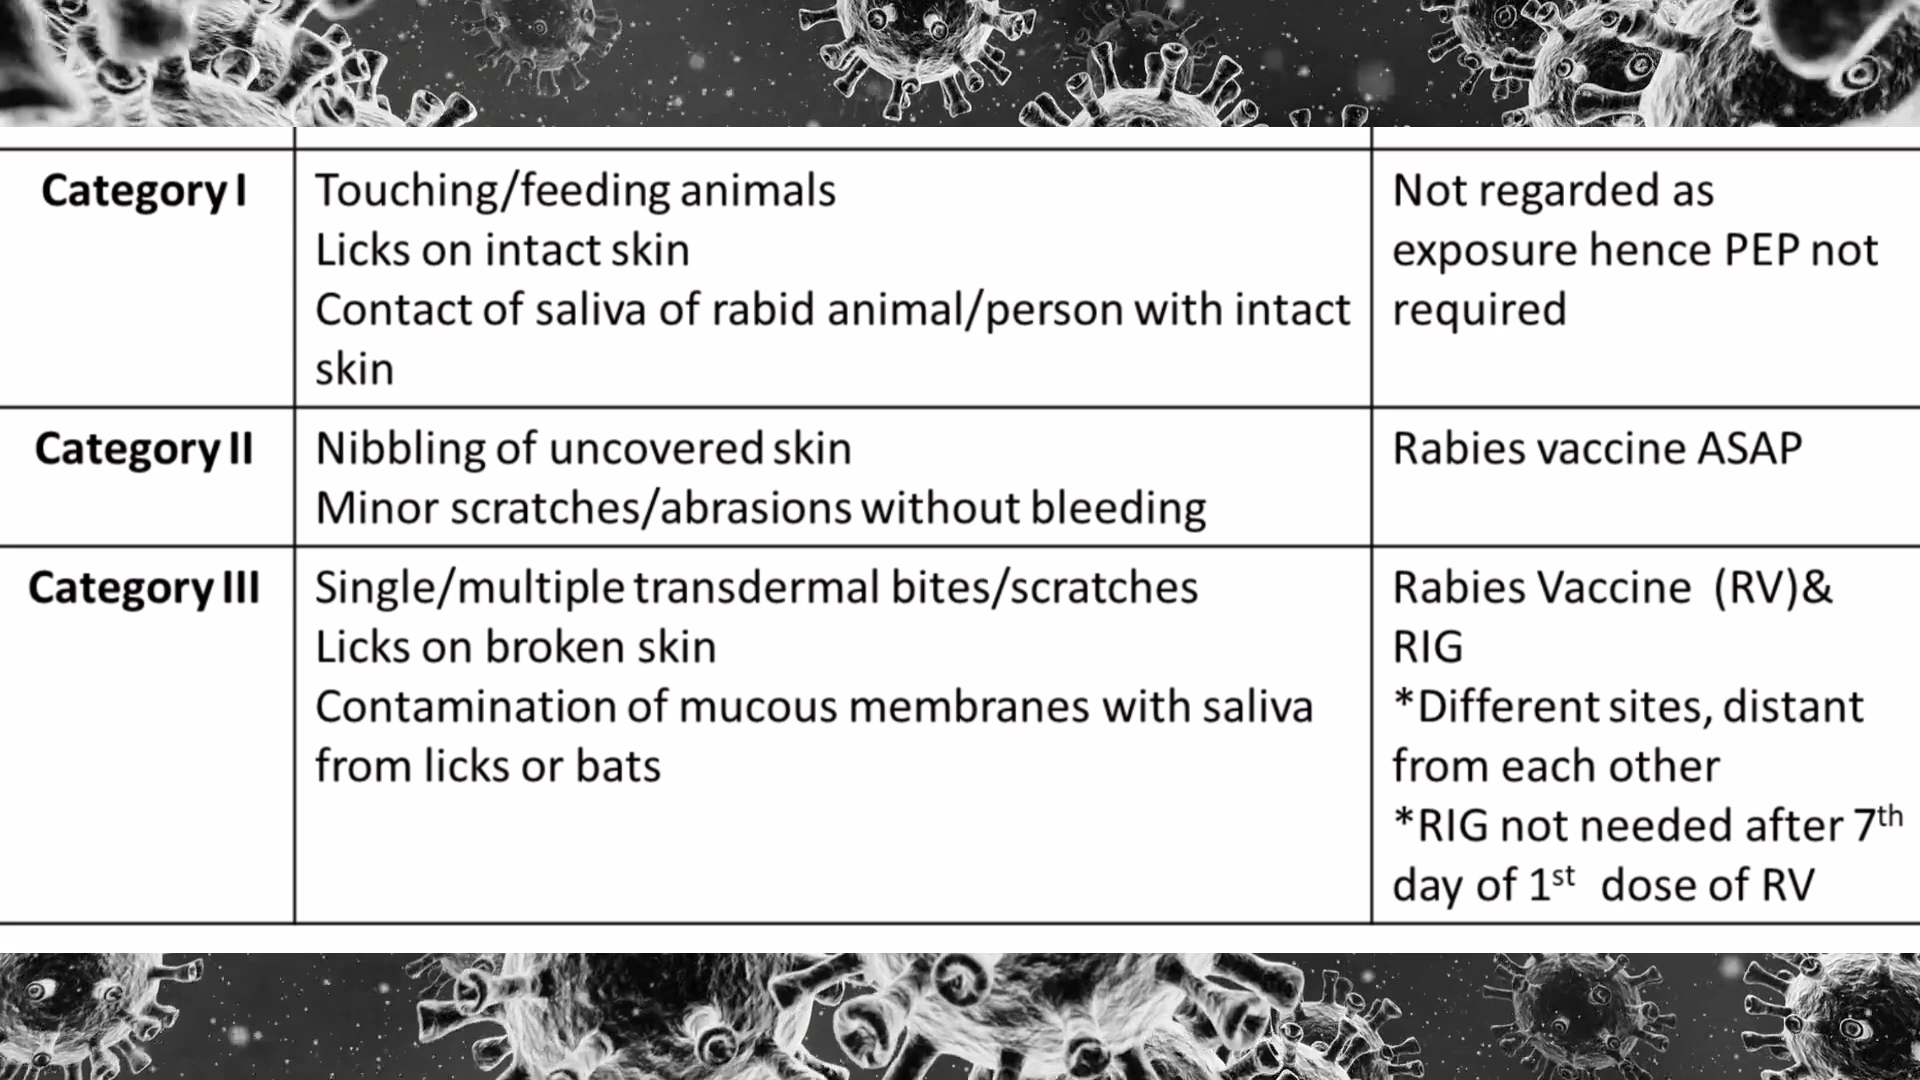 Category I
Touching/feeding animals
Licks on intact skin
Contact of saliva of rabid animal/person with intact
skin
Not regarded as
exposure hence PEP not
required
Category II
Nibbling of uncovered skin
Minor scratches/abrasions without bleeding
Rabies vaccine ASAP
Category III
Single/multiple transdermal bites/scratches
Licks on broken skin
Contamination of mucous membranes with saliva
from licks or bats
Rabies Vaccine (RV)&
RIG
*Different sites, distant
from each other
*RIG not needed after 7th
day of 1st dose of RV